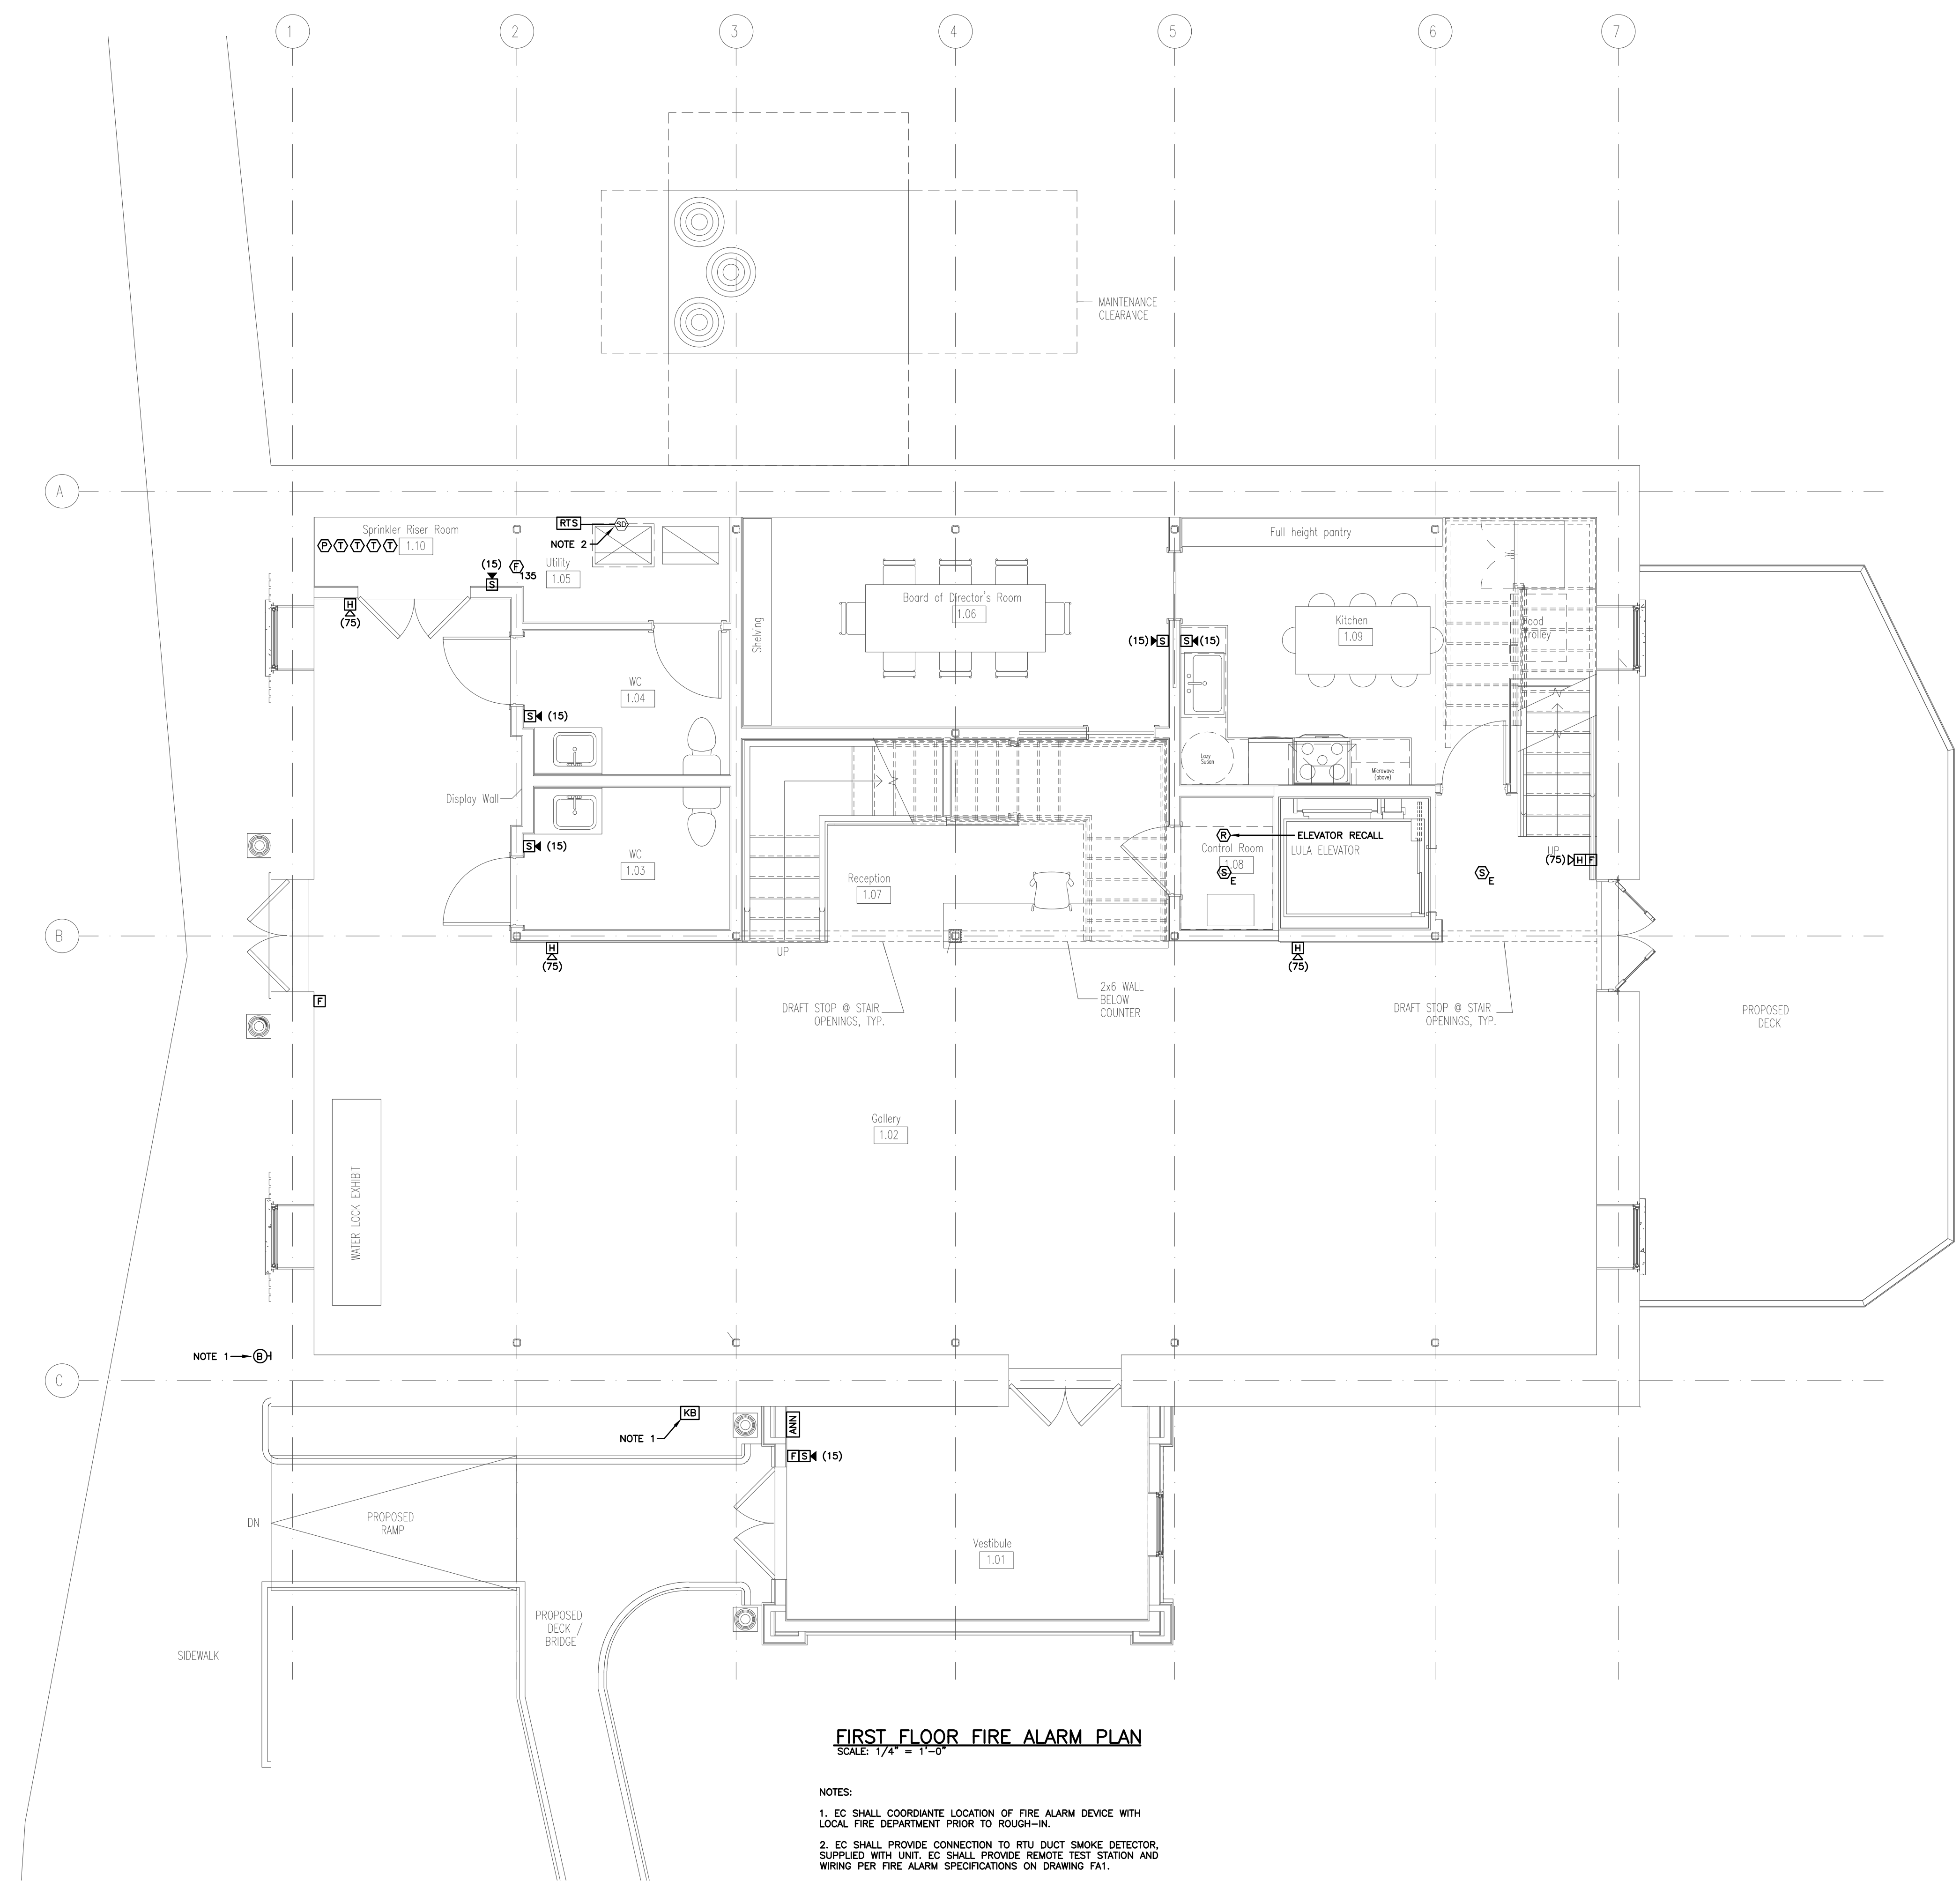 1
2
3
4
5
6
7
MAINTENANCE
CLEARANCE
A
Sprinkler Riser Room
1.10
P T T T T
RTS
SD
NOTE 2
(15)
S
F
135
Utility
1.05
H
(75)
Shelving
Board of Director's Room
1.06
Full height pantry
Kitchen
1.09
Food
Trolley
(15) S
S (15)
WC
1.04
S (15)
Lazy
Susan
Microwave
(above)
Display Wall
S (15)
WC
1.03
Reception
1.07
R
ELEVATOR RECALL
Control Room
1.08
LULA ELEVATOR
S
E
S
E
UP
(75) H F
B
H
(75)
UP
H
(75)
F
DRAFT STOP @ STAIR
OPENINGS, TYP.
2x6 WALL
BELOW
COUNTER
DRAFT STOP @ STAIR
OPENINGS, TYP.
PROPOSED
DECK
Gallery
1.02
WATER LOCK EXHIBIT
NOTE 1
B
C
KB
NOTE 1
ANN
F S (15)
DN
PROPOSED
RAMP
Vestibule
1.01
PROPOSED
DECK /
BRIDGE
SIDEWALK
FIRST FLOOR FIRE ALARM PLAN
SCALE: 1/4" = 1'-0"
NOTES:
1. EC SHALL COORDIANTE LOCATION OF FIRE ALARM DEVICE WITH
LOCAL FIRE DEPARTMENT PRIOR TO ROUGH-IN.
2. EC SHALL PROVIDE CONNECTION TO RTU DUCT SMOKE DETECTOR,
SUPPLIED WITH UNIT. EC SHALL PROVIDE REMOTE TEST STATION AND
WIRING PER FIRE ALARM SPECIFICATIONS ON DRAWING FA1.